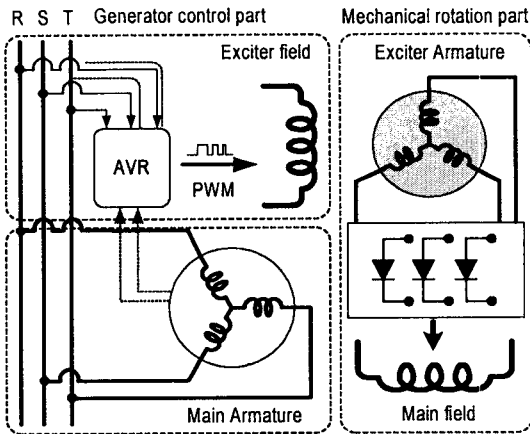 R S T
Generator control part
Mechanical rotation part
Exciter field
AVR
PWM
Main Armature
Exciter Armature
Main field